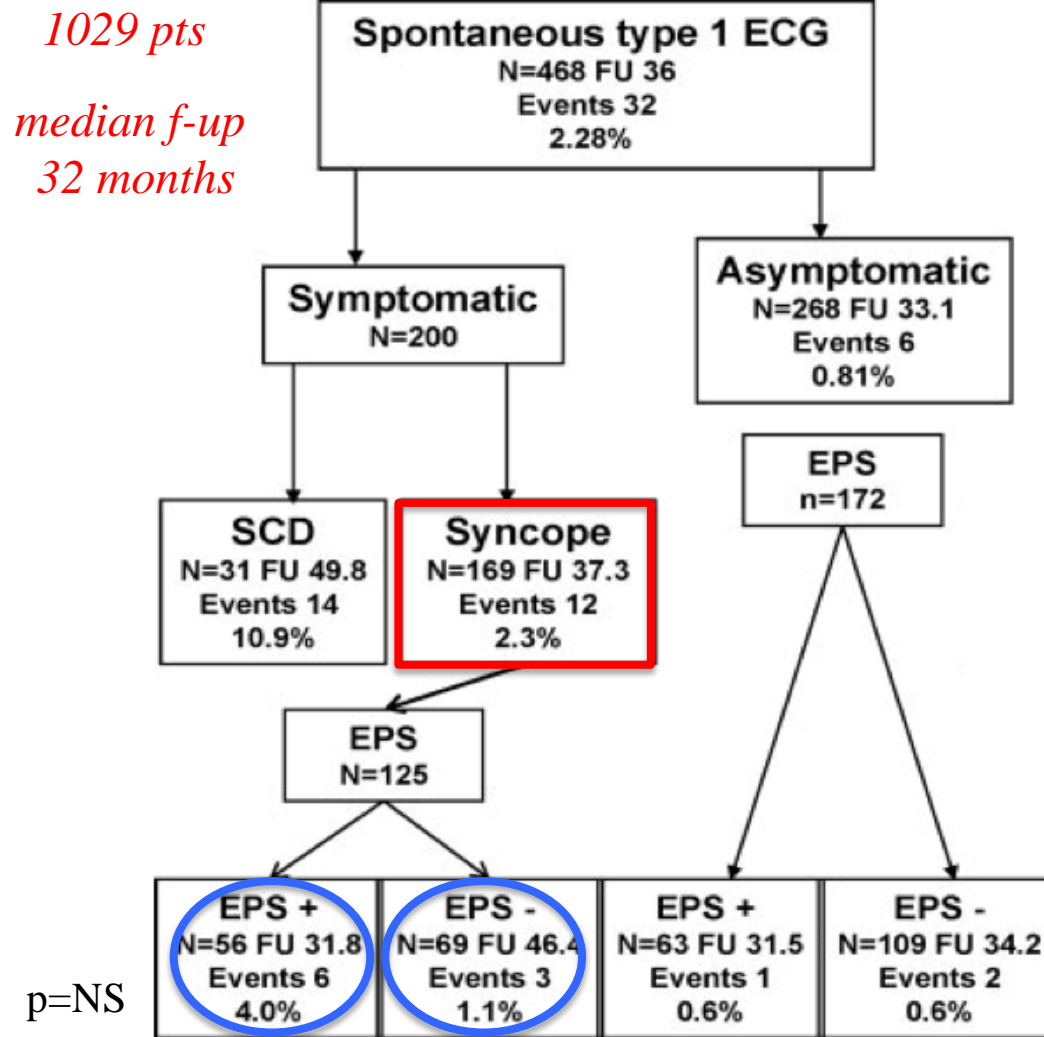 1029 pts
median f-up
32 months
Spontaneous type 1 ECG
N=468 FU 36
Events 32
2.28%
Symptomatic
N=200
Asymptomatic
N=268 FU 33.1
Events 6
0.81%
SCD
N=31 FU 49.8
Events 14
10.9%
Syncope
N=169 FU 37.3
Events 12
2.3%
EPS
n=172
EPS
N=125
EPS +
N=56 FU 31.8
Events 6
4.0%
EPS -
N=69 FU 46.4
Events 3
1.1%
EPS +
N=63 FU 31.5
Events 1
0.6%
EPS -
N=109 FU 34.2
Events 2
0.6%
p=NS